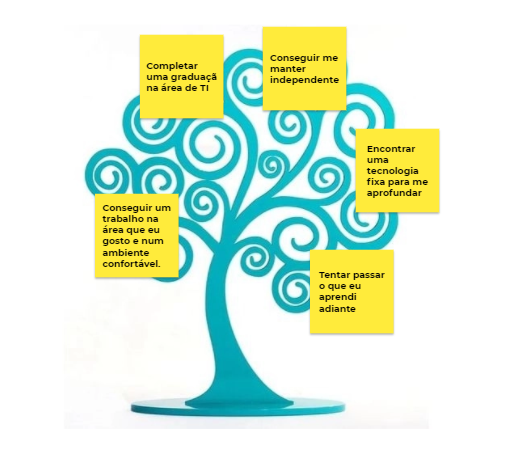 Completar
uma graduaçã
na área de TI
Conseguir me
manter
independente
Encontrar
uma
tecnologia
fixa para me
aprofundar
Conseguir um
trabalho na
área que eu
gosto e num
ambiente
confortável.
Tentar passar
o que eu
aprendi
adiante